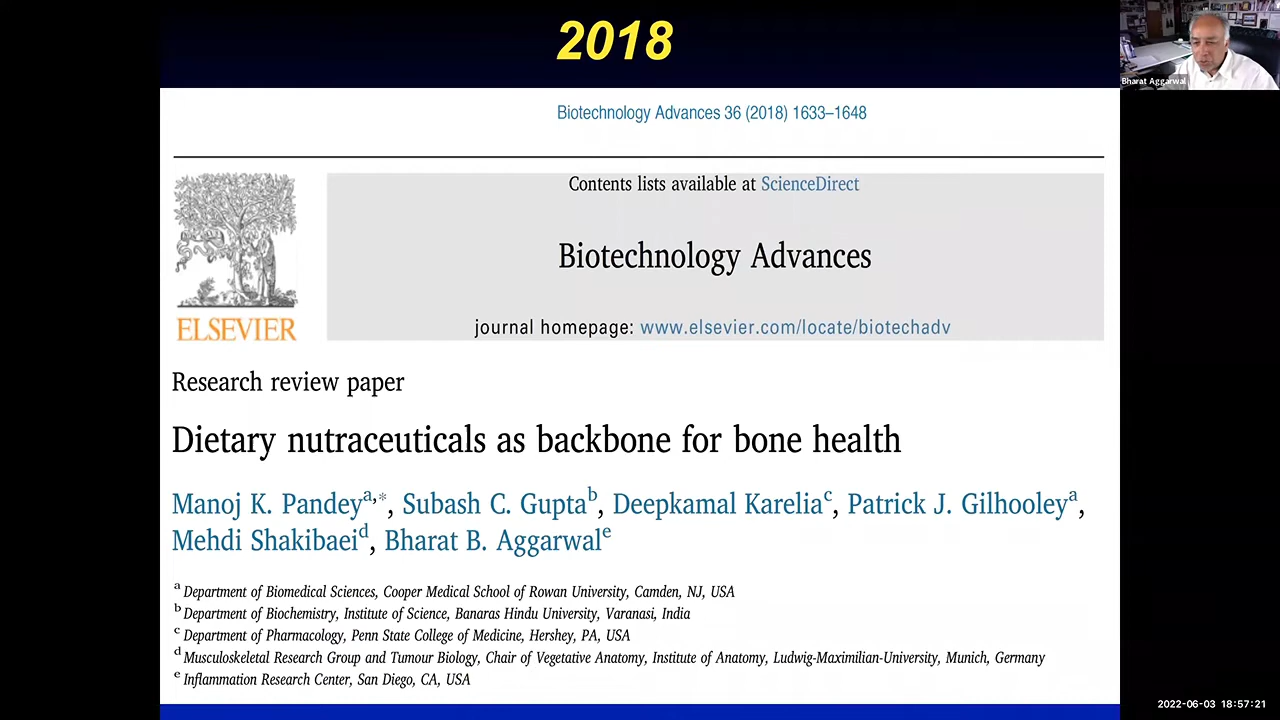 2018
Bharat Aggarwal
Biotechnology Advances 36 (2018) 1633–1648
Contents lists available at ScienceDirect
Biotechnology Advances
journal homepage: www.elsevier.com/locate/biotechadv
ELSEVIER
Research review paper
Dietary nutraceuticals as backbone for bone health
Manoj K. Pandeya,*, Subash C. Guptab, Deepkamal Kareliac, Patrick J. Gilhooleya,
Mehdi Shakibaeid, Bharat B. Aggarwale
a Department of Biomedical Sciences, Cooper Medical School of Rowan University, Camden, NJ, USA
b Department of Biochemistry, Institute of Science, Banaras Hindu University, Varanasi, India
c Department of Pharmacology, Penn State College of Medicine, Hershey, PA, USA
d Musculoskeletal Research Group and Tumour Biology, Chair of Vegetative Anatomy, Institute of Anatomy, Ludwig-Maximilian-University, Munich, Germany
e Inflammation Research Center, San Diego, CA, USA
2022-06-03 18:57:21